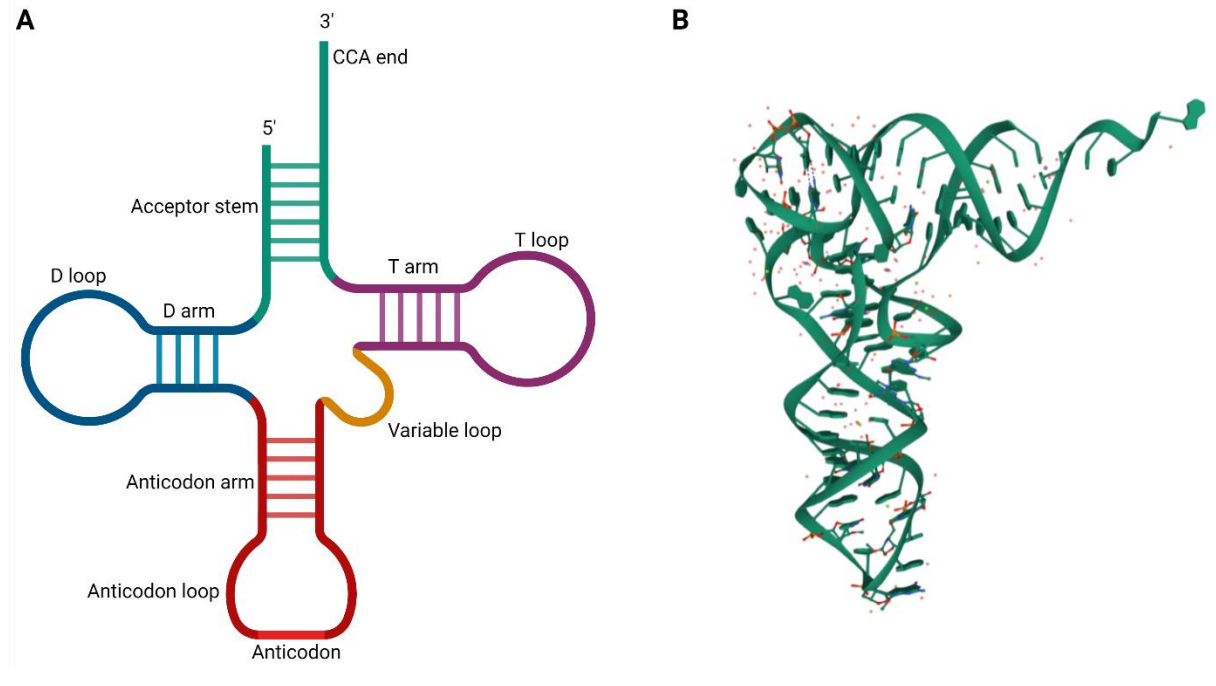 A
B
3'
CCA end
5'
Acceptor stem
T loop
T arm
D loop
D arm
Variable loop
Anticodon arm
Anticodon loop
Anticodon